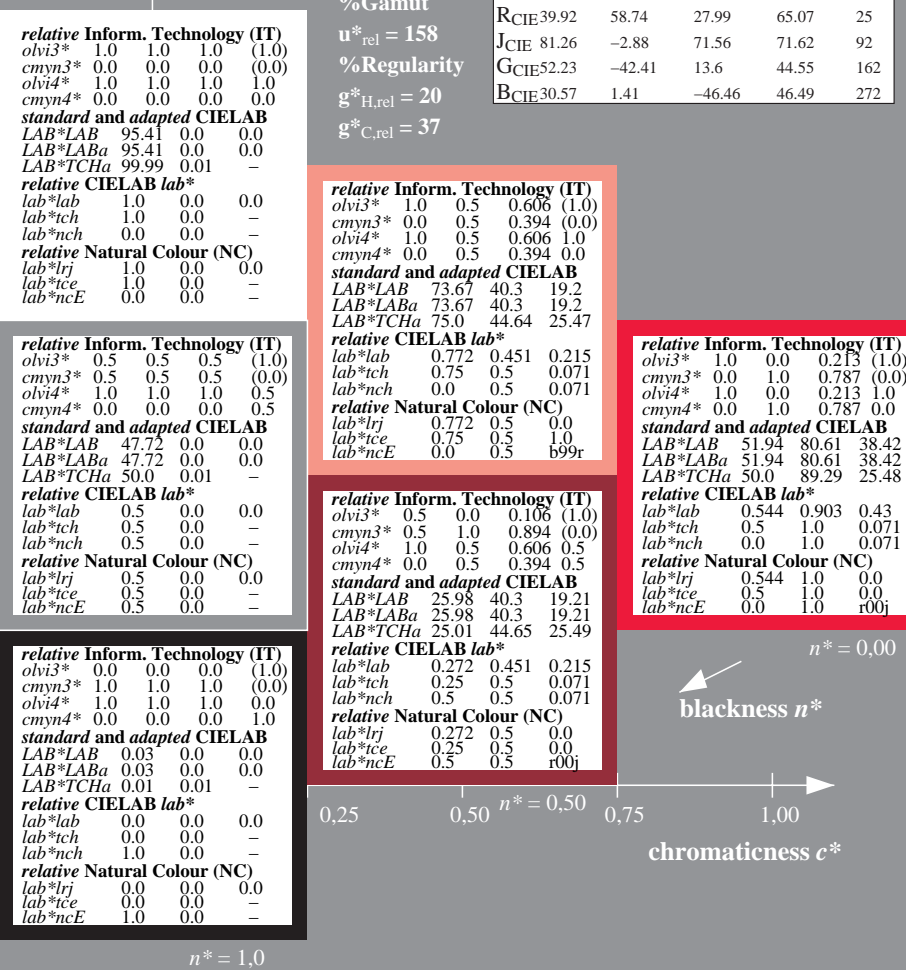 %Gamut
u*rel = 158
%Regularity
g*H,rel = 20
g*C,rel = 37
RCIE 39.92 58.74 27.99 65.07 25
JCIE 81.26 −2.88 71.56 71.62 92
GCIE 52.23 −42.41 13.6 44.55 162
BCIE 30.57 1.41 −46.46 46.49 272
relative Inform. Technology (IT)
olvi3* 1.0 1.0 1.0 (1.0)
cmyn3* 0.0 0.0 0.0 (0.0)
olvi4* 1.0 1.0 1.0 1.0
cmyn4* 0.0 0.0 0.0 0.0
standard and adapted CIELAB
LAB*LAB 95.41 0.0 0.0
LAB*LABa 95.41 0.0 0.0
LAB*TCHa 99.99 0.01 –
relative CIELAB lab*
lab*lab 1.0 0.0 0.0
lab*tch 1.0 0.0 –
lab*nch 0.0 0.0 –
relative Natural Colour (NC)
lab*lrj 1.0 0.0 0.0
lab*tce 1.0 0.0 –
lab*ncE 0.0 0.0 –
relative Inform. Technology (IT)
olvi3* 1.0 0.5 0.606 (1.0)
cmyn3* 0.0 0.5 0.394 (0.0)
olvi4* 1.0 0.5 0.606 1.0
cmyn4* 0.0 0.5 0.394 0.0
standard and adapted CIELAB
LAB*LAB 73.67 40.3 19.2
LAB*LABa 73.67 40.3 19.2
LAB*TCHa 75.0 44.64 25.47
relative CIELAB lab*
lab*lab 0.772 0.451 0.215
lab*tch 0.75 0.5 0.071
lab*nch 0.0 0.5 0.071
relative Natural Colour (NC)
lab*lrj 0.772 0.5 0.0
lab*tce 0.75 0.5 1.0
lab*ncE 0.0 0.5 b99r
relative Inform. Technology (IT)
olvi3* 0.5 0.5 0.5 (1.0)
cmyn3* 0.5 0.5 0.5 (0.0)
olvi4* 1.0 1.0 1.0 0.5
cmyn4* 0.0 0.0 0.0 0.5
standard and adapted CIELAB
LAB*LAB 47.72 0.0 0.0
LAB*LABa 47.72 0.0 0.0
LAB*TCHa 50.0 0.01 –
relative CIELAB lab*
lab*lab 0.5 0.0 0.0
lab*tch 0.5 0.0 –
lab*nch 0.5 0.0 –
relative Natural Colour (NC)
lab*lrj 0.5 0.0 0.0
lab*tce 0.5 0.0 –
lab*ncE 0.5 0.0 –
relative Inform. Technology (IT)
olvi3* 1.0 0.0 0.213 (1.0)
cmyn3* 0.0 1.0 0.787 (0.0)
olvi4* 1.0 0.0 0.213 1.0
cmyn4* 0.0 1.0 0.787 0.0
standard and adapted CIELAB
LAB*LAB 51.94 80.61 38.42
LAB*LABa 51.94 80.61 38.42
LAB*TCHa 50.0 89.29 25.48
relative CIELAB lab*
lab*lab 0.544 0.903 0.43
lab*tch 0.5 1.0 0.071
lab*nch 0.0 1.0 0.071
relative Natural Colour (NC)
lab*lrj 0.544 1.0 0.0
lab*tce 0.5 1.0 0.0
lab*ncE 0.0 1.0 r00j
relative Inform. Technology (IT)
olvi3* 0.5 0.0 0.106 (1.0)
cmyn3* 0.5 1.0 0.894 (0.0)
olvi4* 1.0 0.5 0.606 0.5
cmyn4* 0.0 0.5 0.394 0.5
standard and adapted CIELAB
LAB*LAB 25.98 40.3 19.21
LAB*LABa 25.98 40.3 19.21
LAB*TCHa 25.01 44.65 25.49
relative CIELAB lab*
lab*lab 0.272 0.451 0.215
lab*tch 0.25 0.5 0.071
lab*nch 0.5 0.5 0.071
relative Natural Colour (NC)
lab*lrj 0.272 0.5 0.0
lab*tce 0.25 0.5 0.0
lab*ncE 0.5 0.5 r00j
relative Inform. Technology (IT)
olvi3* 0.0 0.0 0.0 (1.0)
cmyn3* 1.0 1.0 1.0 (0.0)
olvi4* 1.0 1.0 1.0 0.0
cmyn4* 0.0 0.0 0.0 1.0
standard and adapted CIELAB
LAB*LAB 0.03 0.0 0.0
LAB*LABa 0.03 0.0 0.0
LAB*TCHa 0.01 0.01 –
relative CIELAB lab*
lab*lab 0.0 0.0 0.0
lab*tch 0.0 0.0 –
lab*nch 1.0 0.0 –
relative Natural Colour (NC)
lab*lrj 0.0 0.0 0.0
lab*tce 0.0 0.0 –
lab*ncE 1.0 0.0 –
n* = 0,00
blackness n*
n* = 0,50
0,25 0,50 0,75 1,00
chromaticness c*
n* = 1,0